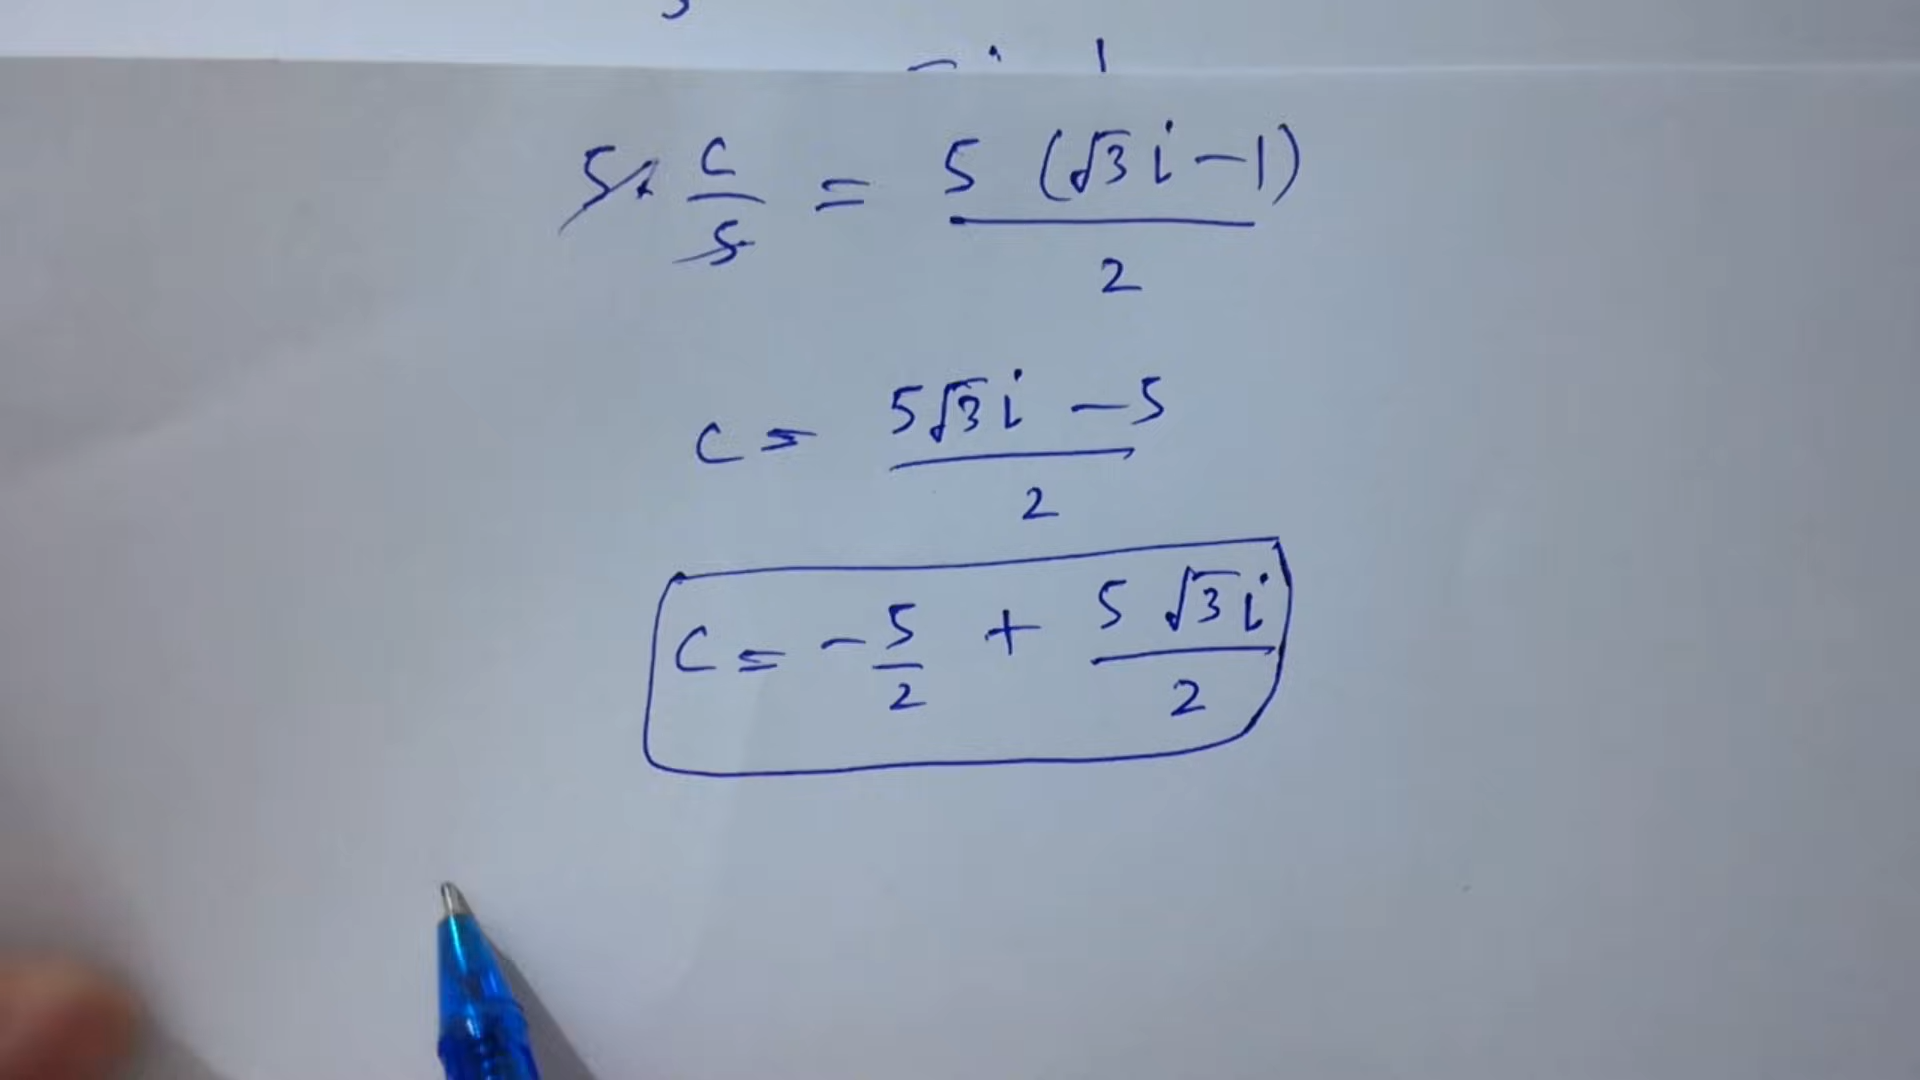 5 × c/5 = 5 (√3 i − 1)/2
c = 5√3 i − 5/2
c = − 5/2 + 5 √3 i/2